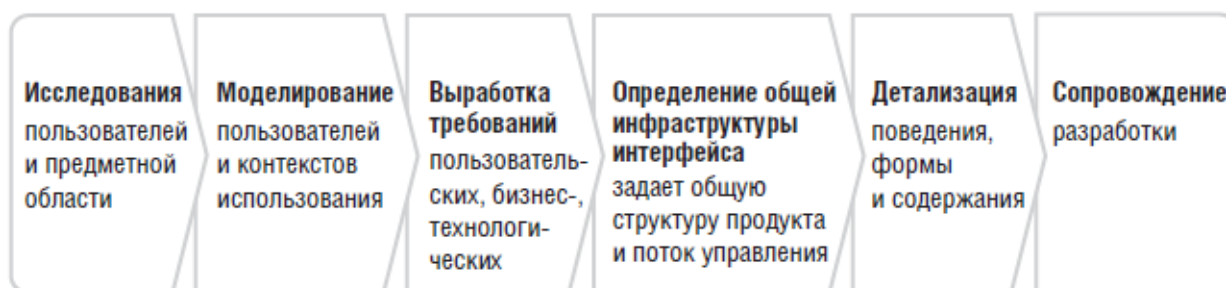 Исследования
пользователей
и предметной
области
Моделирование
пользователей
и контекстов
использования
Выработка
требований
пользователь-
ских, бизнес-,
технологи-
ческих
Определение общей
инфраструктуры
интерфейса
задает общую
структуру продукта
и поток управления
Детализация
поведения,
формы
и содержания
Сопровождение
разработки